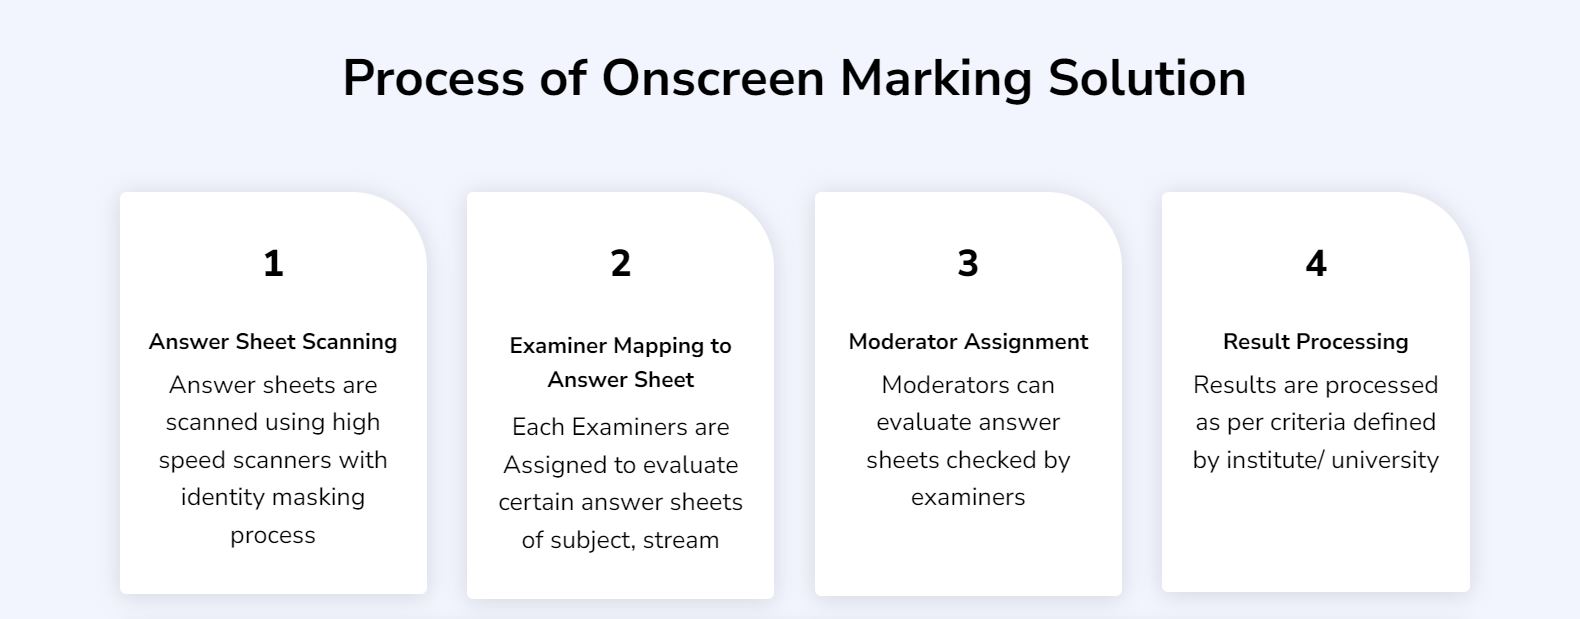 Process of Onscreen Marking Solution
1
Answer Sheet Scanning
Answer sheets are
scanned using high
speed scanners with
identity masking
process
2
Examiner Mapping to
Answer Sheet
Each Examiners are
Assigned to evaluate
certain answer sheets
of subject, stream
3
Moderator Assignment
Moderators can
evaluate answer
sheets checked by
examiners
4
Result Processing
Results are processed
as per criteria defined
by institute/ university